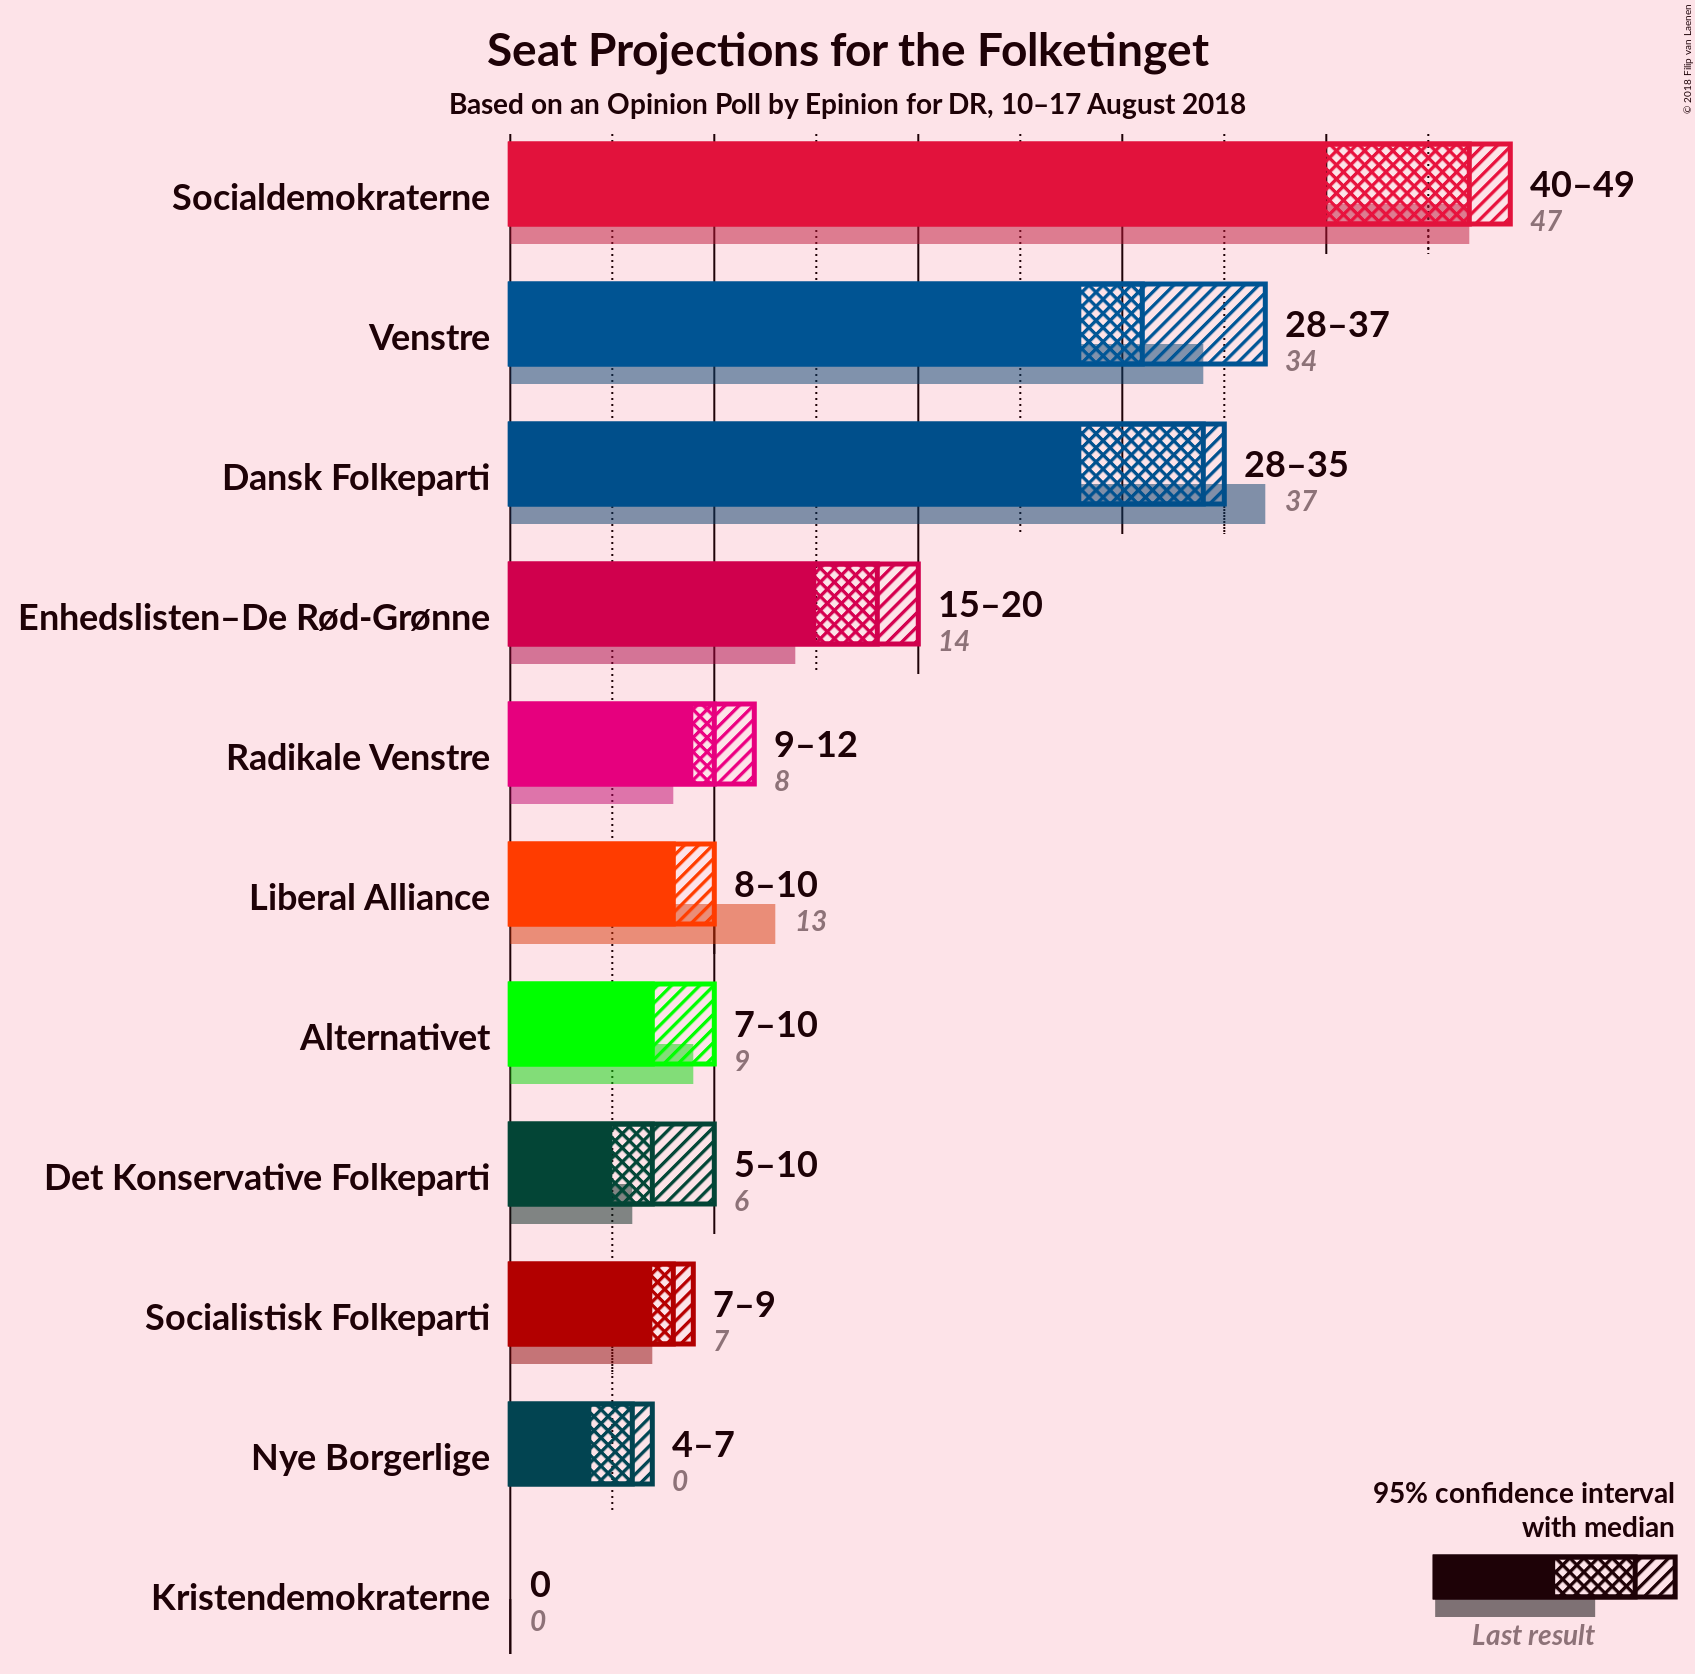 Seat Projections for the Folketinget
Based on an Opinion Poll by Epinion for DR, 10–17 August 2018
© 2018 Filip van Laenen
Socialdemokraterne
40–49
47
Venstre
28–37
34
Dansk Folkeparti
28–35
37
Enhedslisten–De Rød-Grønne
15–20
14
Radikale Venstre
9–12
8
Liberal Alliance
8–10
13
Alternativet
7–10
9
Det Konservative Folkeparti
5–10
6
Socialistisk Folkeparti
7–9
7
Nye Borgerlige
4–7
0
Kristendemokraterne
0
0
95% confidence interval
with median
Last result